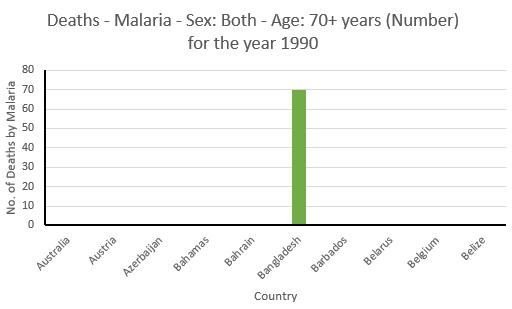 Deaths - Malaria - Sex: Both - Age: 70+ years (Number)
for the year 1990
80
70
60
50
40
30
20
10
0
No. of Deaths by Malaria
Australia
Austria
Azerbaijan
Bahamas
Bahrain
Bangladesh
Barbados
Belarus
Belgium
Belize
Country